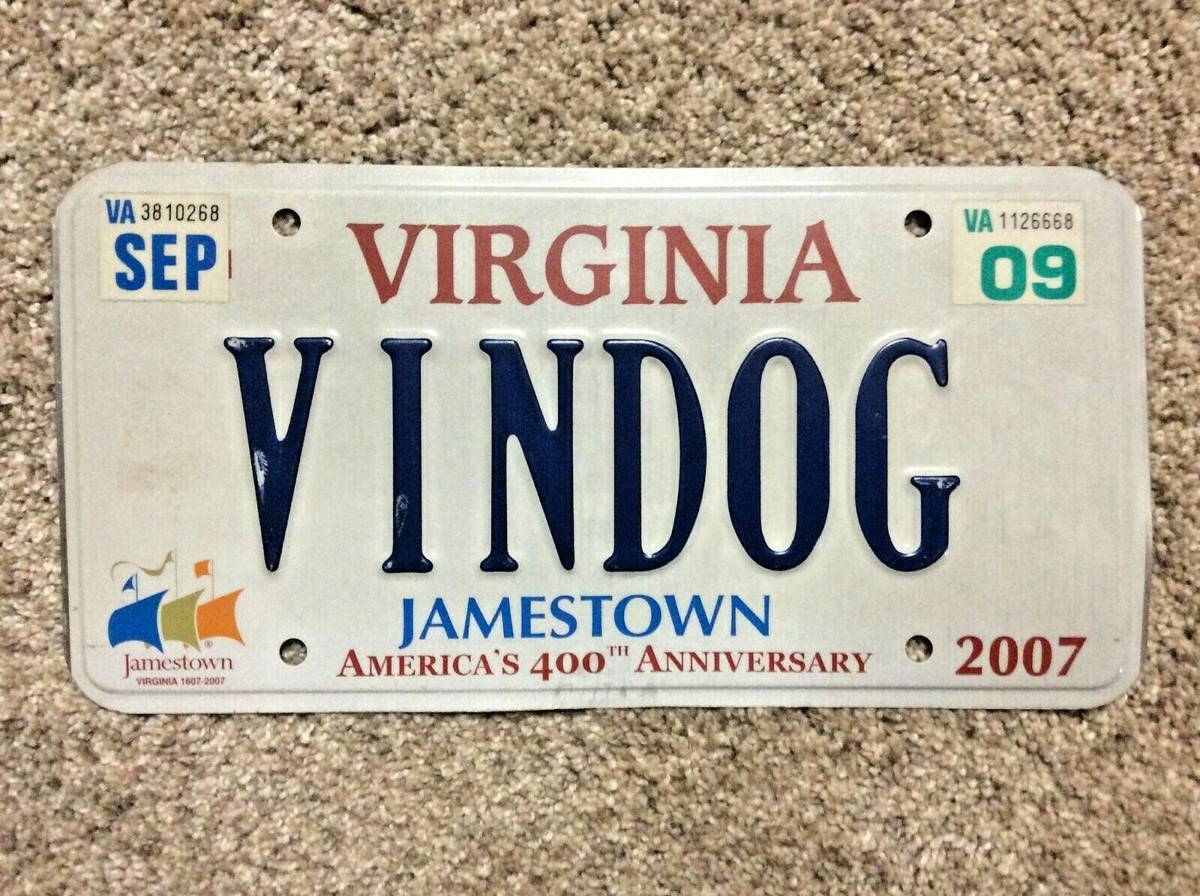 VA 3810268
SEP
VIRGINIA
VA 1126668
09
VINDOG
JAMESTOWN
AMERICA'S 400TH ANNIVERSARY
2007
Jamestown
VIRGINIA 1607-2007